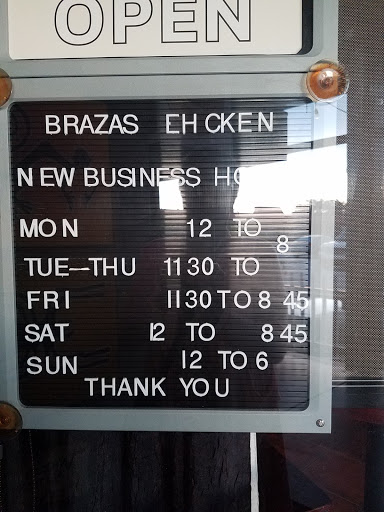 OPEN
BRAZAS CHCKEN
NEW BUSINESS
MON 12 TO
8
TUE-THU 1130 TO
FRI 1130 TO 8 45
SAT 12 TO 8 45
SUN 12 TO 6
THANK YOU